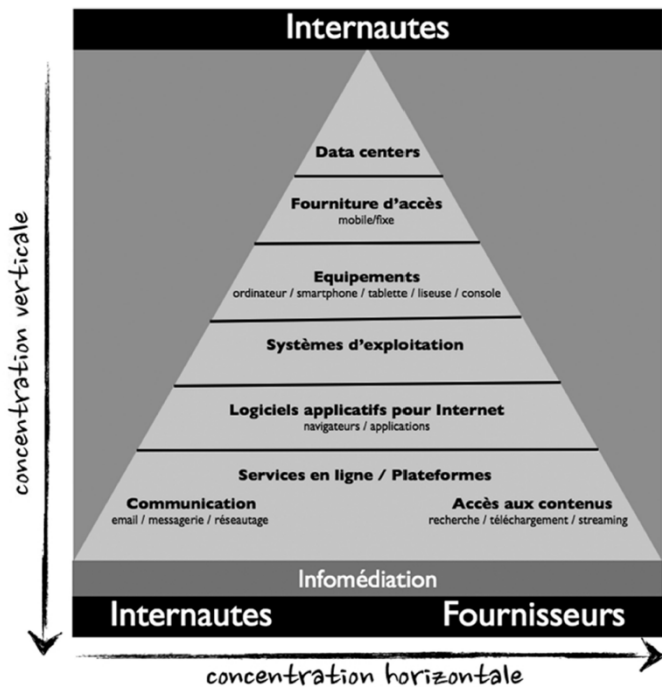 Internautes
Data centers
Fourniture d'accès
mobile/fixe
Equipements
ordinateur / smartphone / tablette / liseuse / console
Systèmes d'exploitation
Logiciels applicatifs pour Internet
navigateurs / applications
Services en ligne / Plateformes
Communication
email / messagerie / réseautage
Accès aux contenus
recherche / téléchargement / streaming
Infomédiation
Internautes
Fournisseurs
concentration verticale
concentration horizontale